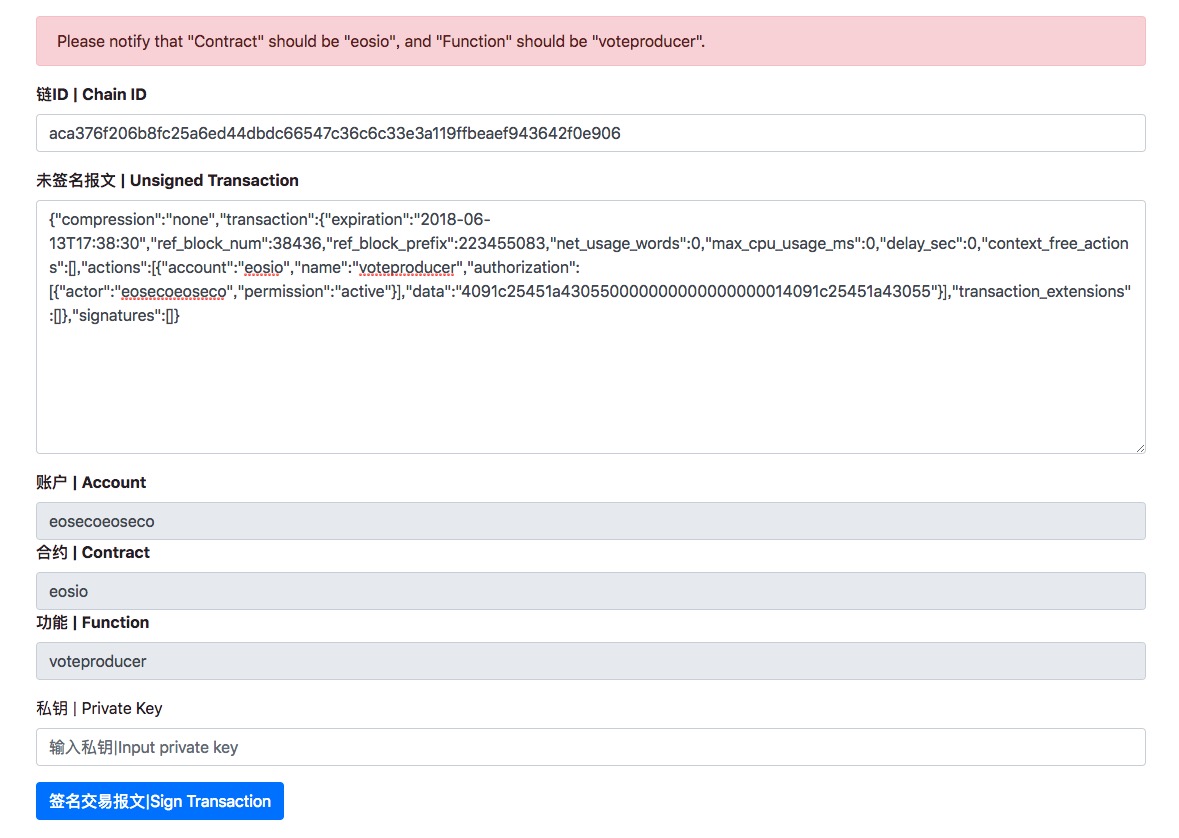 Please notify that "Contract" should be "eosio", and "Function" should be "voteproducer".
链ID | Chain ID
aca376f206b8fc25a6ed44dbdc66547c36c6c33e3a119ffbeaef943642f0e906
未签名报文 | Unsigned Transaction
{"compression":"none","transaction":{"expiration":"2018-06-
13T17:38:30","ref_block_num":38436,"ref_block_prefix":223455083,"net_usage_words":0,"max_cpu_usage_ms":0,"delay_sec":0,"context_free_action
s":[],"actions":[{"account":"eosio","name":"voteproducer","authorization":
[{"actor":"eosecoeoseco","permission":"active"}],"data":"4091c25451a430550000000000000000014091c25451a43055"}],"transaction_extensions"
:[]},"signatures":[]}
账户 | Account
eosecoeoseco
合约 | Contract
eosio
功能 | Function
voteproducer
私钥 | Private Key
输入私钥|Input private key
签名交易报文|Sign Transaction